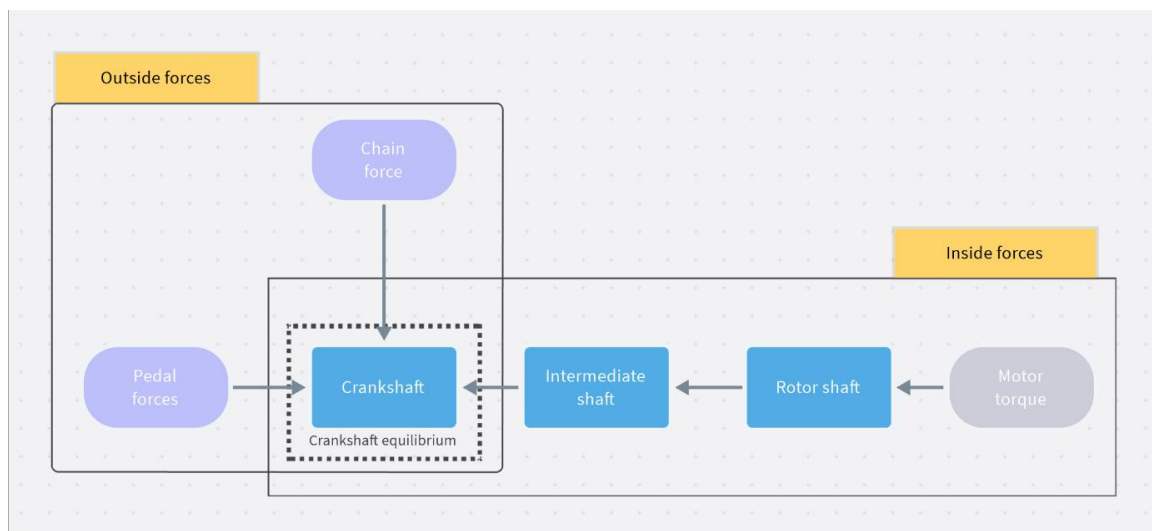 Outside forces
Chain
force
Inside forces
Pedal
forces
Crankshaft
Intermediate
shaft
Rotor shaft
Motor
torque
Crankshaft equilibrium